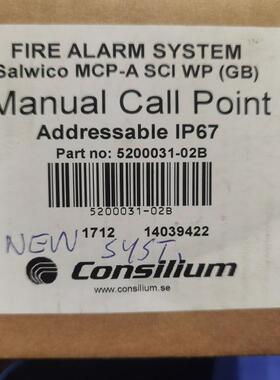 FIRE ALARM SYSTEM
Salwico MCP-A SCI WP (GB)
Manual Call Point
Addressable IP67
Part no: 5200031-02B
5200031-02B
1712 14039422
NEW SYST.
Consilium
www.consilium.se